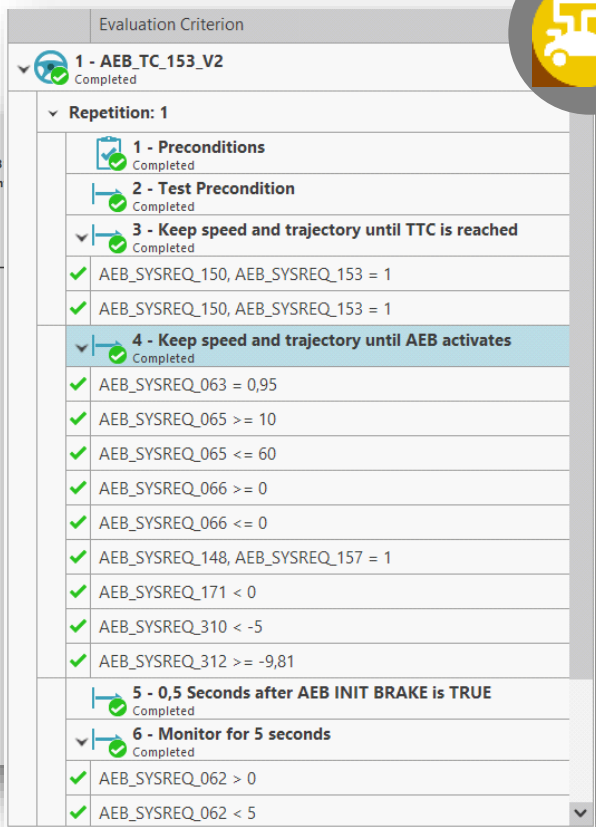 Evaluation Criterion
1 - AEB_TC_153_V2
Completed
Repetition: 1
1 - Preconditions
Completed
2 - Test Precondition
Completed
3 - Keep speed and trajectory until TTC is reached
Completed
AEB_SYSREQ_150, AEB_SYSREQ_153 = 1
AEB_SYSREQ_150, AEB_SYSREQ_153 = 1
4 - Keep speed and trajectory until AEB activates
Completed
AEB_SYSREQ_063 = 0,95
AEB_SYSREQ_065 >= 10
AEB_SYSREQ_065 <= 60
AEB_SYSREQ_066 >= 0
AEB_SYSREQ_066 <= 0
AEB_SYSREQ_148, AEB_SYSREQ_157 = 1
AEB_SYSREQ_171 < 0
AEB_SYSREQ_310 < -5
AEB_SYSREQ_312 >= -9,81
5 - 0,5 Seconds after AEB INIT BRAKE is TRUE
Completed
6 - Monitor for 5 seconds
Completed
AEB_SYSREQ_062 > 0
AEB_SYSREQ_062 < 5